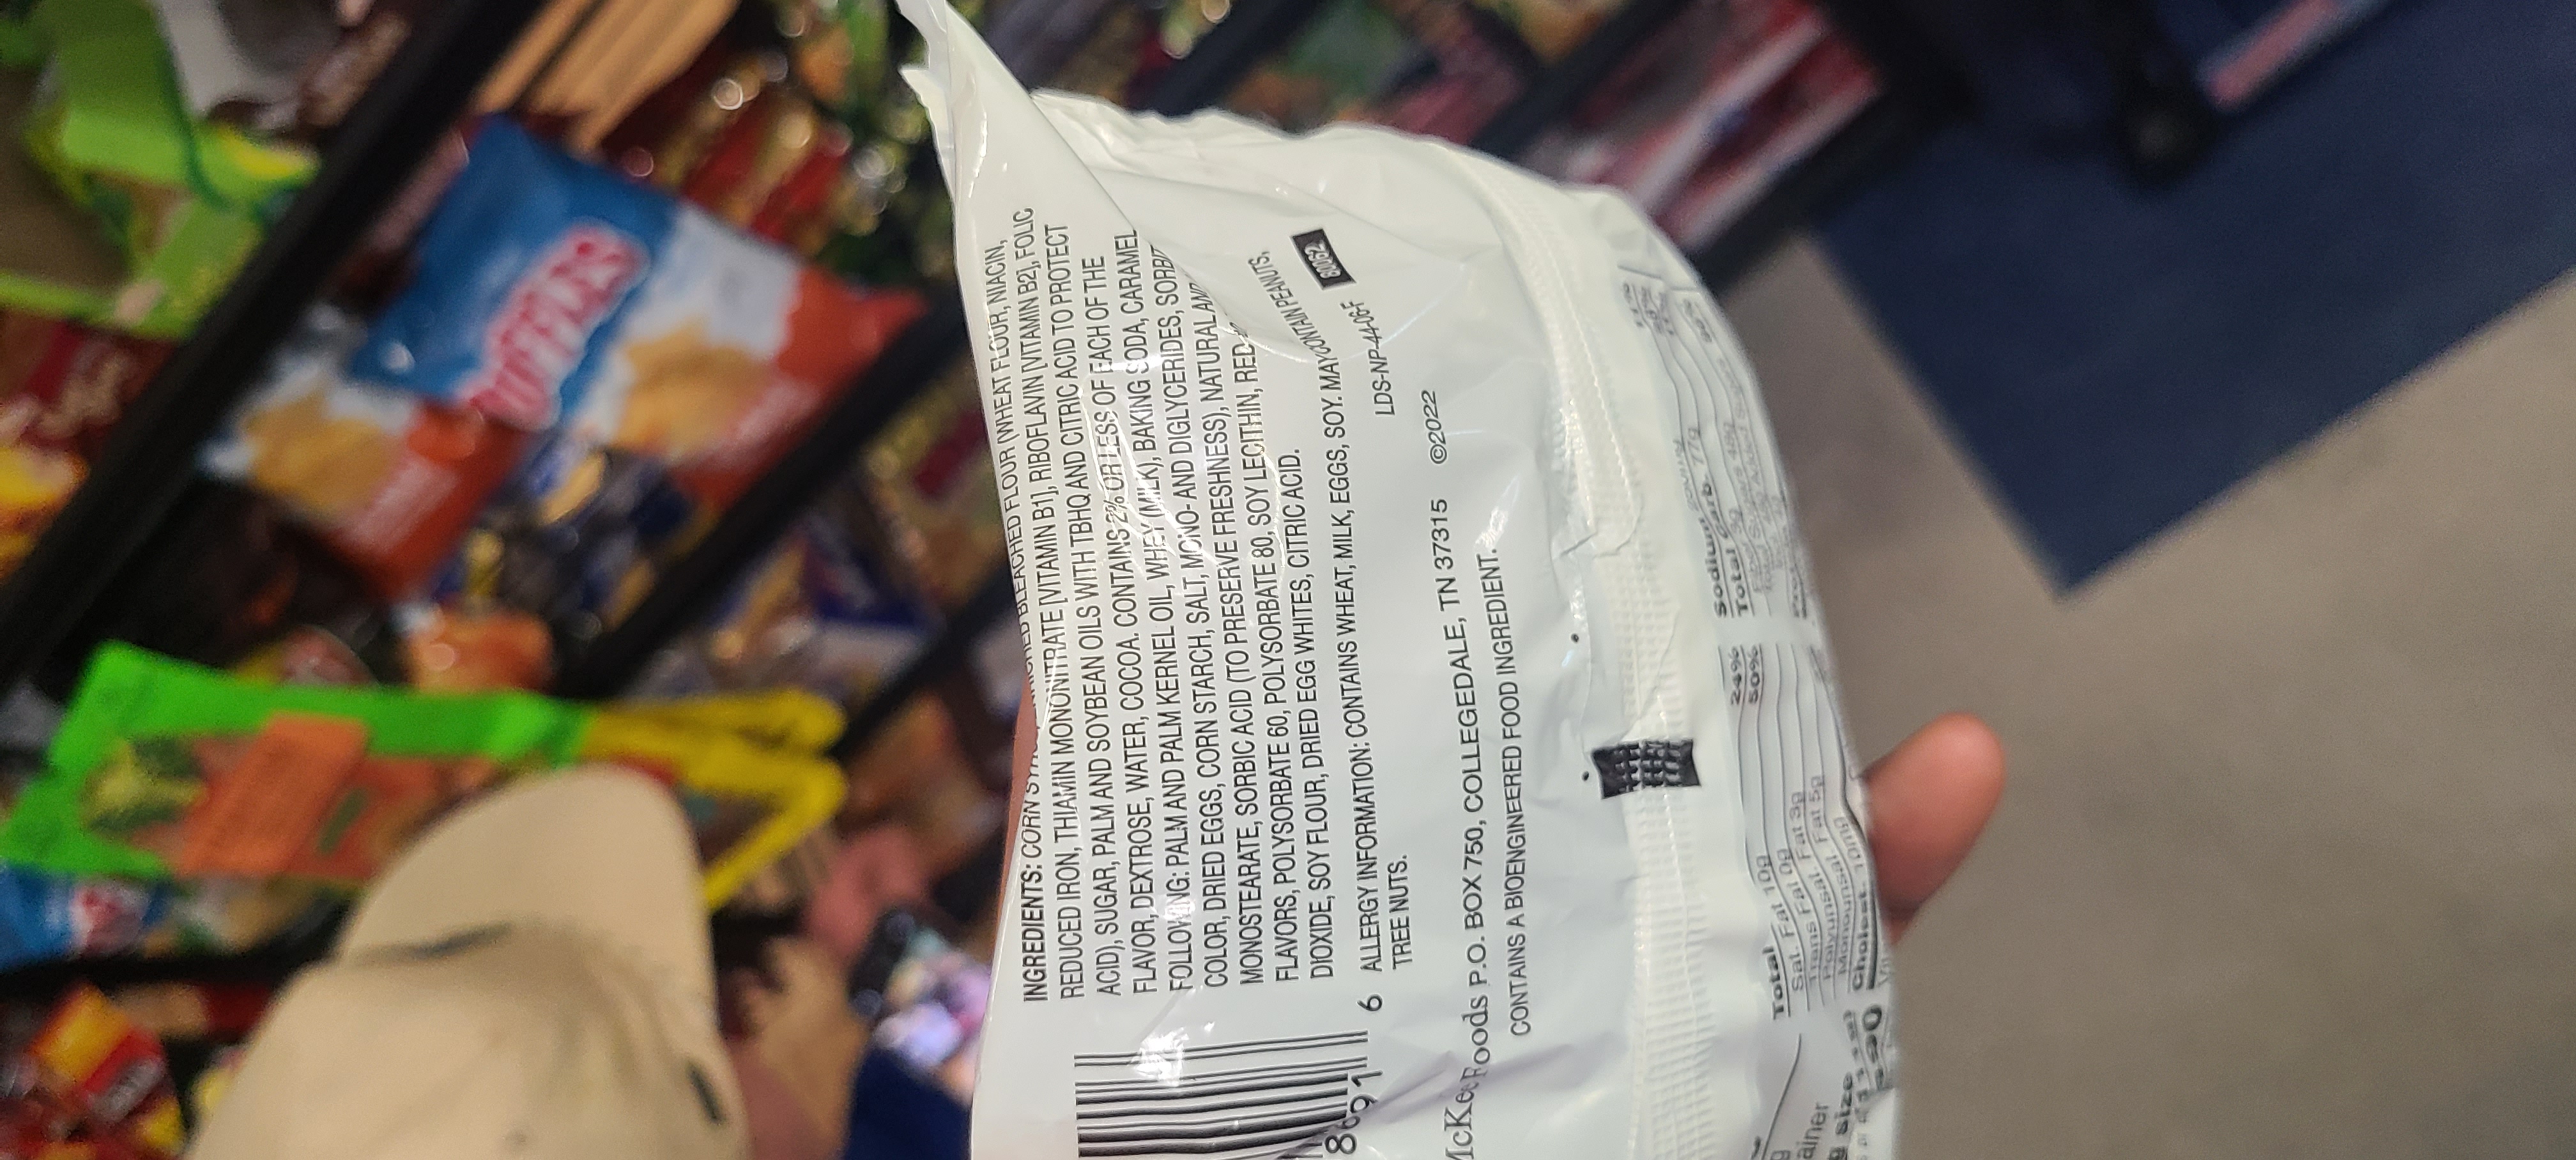 RUFFLES
INGREDIENTS: CORN BLEACHED FLOUR (WHEAT FLOUR, NIACIN,
REDUCED IRON, THIAMIN MONONITRATE [VITAMIN B1], RIBOFLAVIN [VITAMIN B2], FOLIC
ACID), SUGAR, PALM AND SOYBEAN OILS WITH TBHQ AND CITRIC ACID TO PROTECT
FLAVOR, DEXTROSE, WATER, COCOA. CONTAINS 2% OR LESS OF EACH OF THE
FOLLOWING: PALM AND PALM KERNEL OIL, WHEY (MILK), BAKING SODA, CARAMEL
COLOR, DRIED EGGS, CORN STARCH, SALT, MONO- AND DIGLYCERIDES,
MONOSTEARATE, SORBIC ACID (TO PRESERVE FRESHNESS), NATURAL AND
FLAVORS, POLYSORBATE 60, POLYSORBATE 80, SOY LECITHIN, RED
DIOXIDE, SOY FLOUR, DRIED EGG WHITES, CITRIC ACID.
6 ALLERGY INFORMATION: CONTAINS WHEAT, MILK, EGGS, SOY. MAY CONTAIN PEANUTS,
TREE NUTS.
LDS-NP-44-06-F 80062
McKee Foods P.O. BOX 750, COLLEGEDALE, TN 37315 ©2022
CONTAINS A BIOENGINEERED FOOD INGREDIENT.
Total 24%
Sat. Fat 10g 50%
Trans Fat 0g
Polyunsat. Fat 3g
Monounsat. Fat 5g
Cholest. 10mg
Sodium
Total Carb. 77g